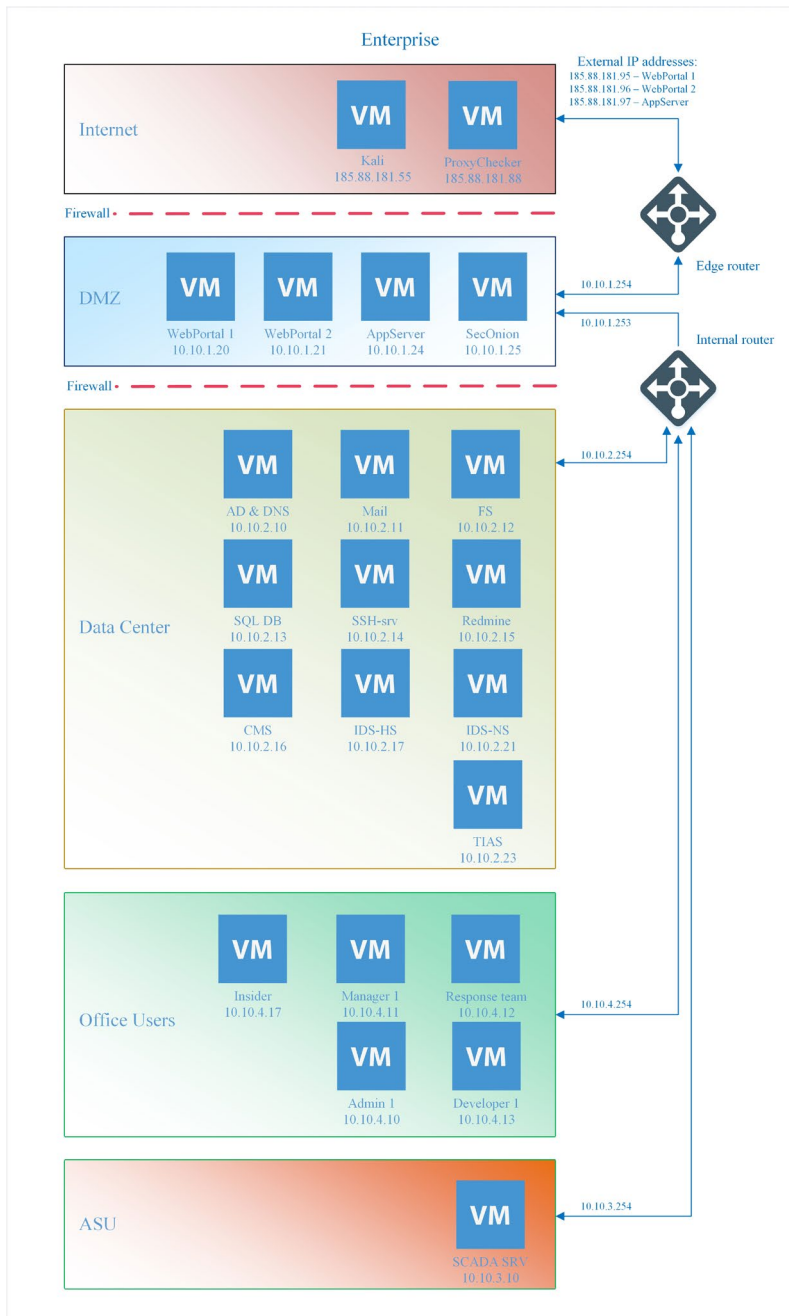 Enterprise
External IP addresses:
185.88.181.95 – WebPortal 1
185.88.181.96 – WebPortal 2
185.88.181.97 – AppServer
Internet
VM
Kali
185.88.181.55
VM
ProxyChecker
185.88.181.88
Firewall
Edge router
DMZ
VM
WebPortal 1
10.10.1.20
VM
WebPortal 2
10.10.1.21
VM
AppServer
10.10.1.24
VM
SecOnion
10.10.1.25
10.10.1.254
10.10.1.253
Internal router
Firewall
Data Center
VM
AD & DNS
10.10.2.10
VM
Mail
10.10.2.11
VM
FS
10.10.2.12
10.10.2.254
VM
SQL DB
10.10.2.13
VM
SSH-srv
10.10.2.14
VM
Redmine
10.10.2.15
VM
CMS
10.10.2.16
VM
IDS-HS
10.10.2.17
VM
IDS-NS
10.10.2.21
VM
TIAS
10.10.2.23
Office Users
VM
Insider
10.10.4.17
VM
Manager 1
10.10.4.11
VM
Response team
10.10.4.12
10.10.4.254
VM
Admin 1
10.10.4.10
VM
Developer 1
10.10.4.13
ASU
VM
SCADA SRV
10.10.3.10
10.10.3.254